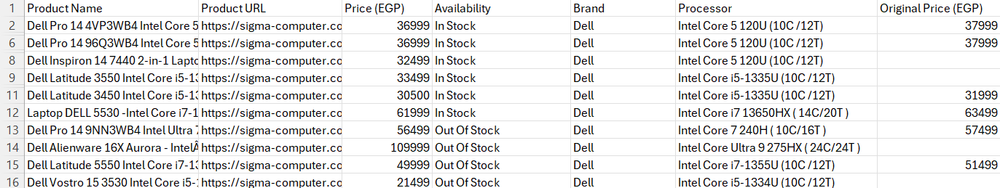 1 Product Name Product URL Price (EGP) Availability Brand Processor Original Price (EGP)
2 Dell Pro 14 4VP3WB4 Intel Core 5 https://sigma-computer.co 36999 In Stock Dell Intel Core 5 120U (10C /12T) 37999
6 Dell Pro 14 96Q3WB4 Intel Core 5 https://sigma-computer.co 36999 In Stock Dell Intel Core 5 120U (10C /12T) 37999
8 Dell Inspiron 14 7440 2-in-1 Lapto https://sigma-computer.co 32499 In Stock Dell Intel Core 5 120U (10C /12T)
9 Dell Latitude 3550 Intel Core i5-13 https://sigma-computer.co 33499 In Stock Dell Intel Core i5-1335U (10C /12T)
11 Dell Latitude 3450 Intel Core i5-13 https://sigma-computer.co 30500 In Stock Dell Intel Core i5-1335U (10C /12T) 31999
12 Laptop DELL 5530 -Intel Core i7-1 https://sigma-computer.co 61999 In Stock Dell Intel Core i7 13650HX ( 14C/20T ) 63499
13 Dell Pro 14 9NN3WB4 Intel Ultra 7 https://sigma-computer.co 56499 Out Of Stock Dell Intel Core 7 240H ( 10C/16T ) 57499
14 Dell Alienware 16X Aurora - IntelÂ https://sigma-computer.co 109999 Out Of Stock Dell Intel Core Ultra 9 275HX ( 24C/24T )
15 Dell Latitude 5550 Intel Core i7-13 https://sigma-computer.co 49999 Out Of Stock Dell Intel Core i7-1355U (10C /12T) 51499
16 Dell Vostro 15 3530 Intel Core i5- https://sigma-computer.co 21499 Out Of Stock Dell Intel Core i5-1334U (10C /12T)